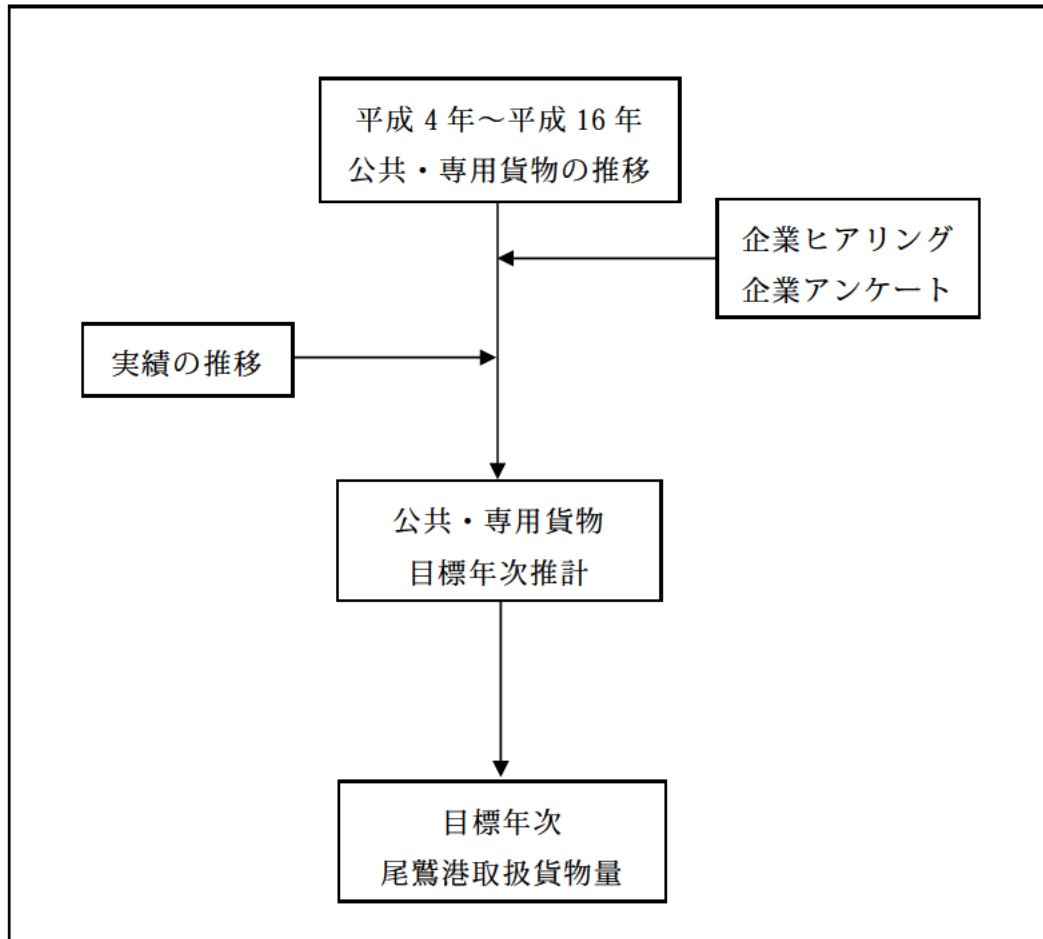 平成 4 年～平成 16 年
公共・専用貨物の推移
企業ヒアリング
企業アンケート
実績の推移
公共・専用貨物
目標年次推計
目標年次
尾鷲港取扱貨物量